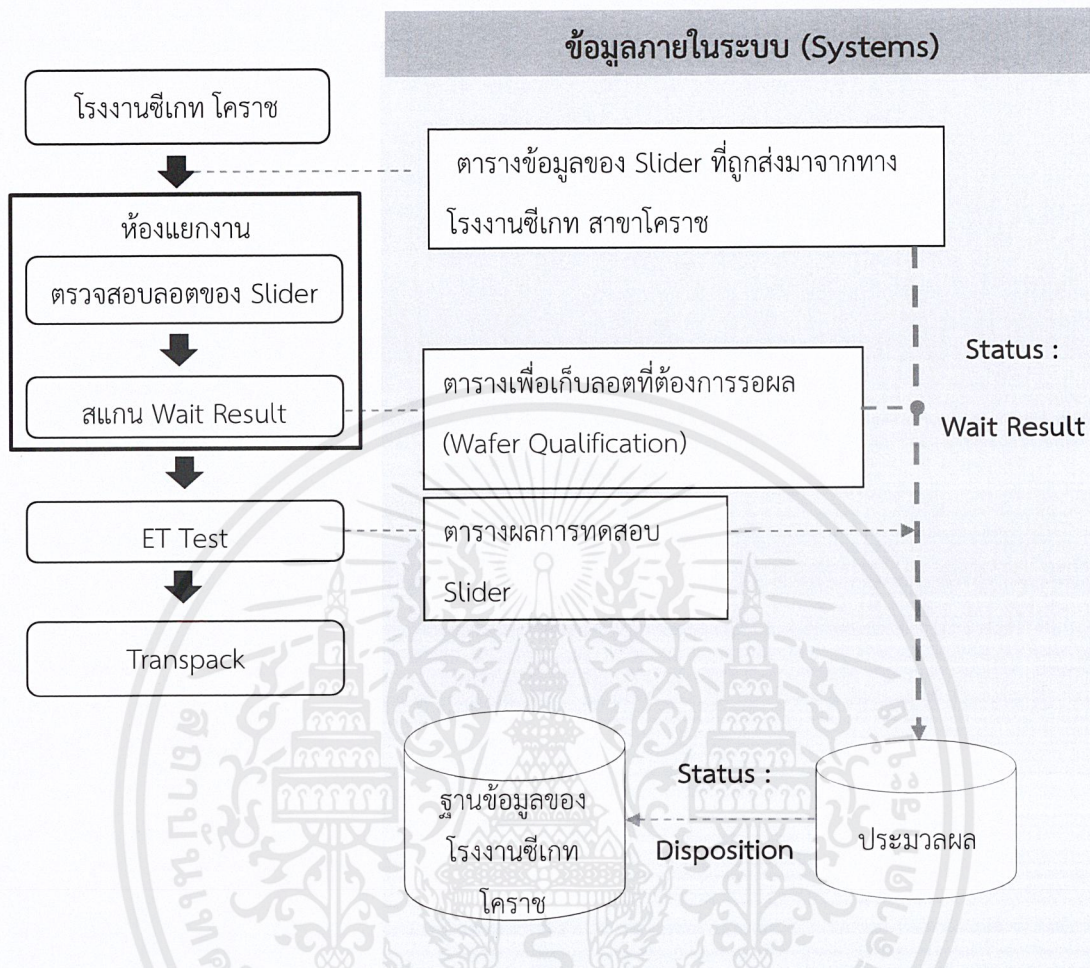 ข้อมูลภายในระบบ (Systems)
โรงงานซีเกท โคราช
ตารางข้อมูลของ Slider ที่ถูกส่งมาจากทาง
โรงงานซีเกท สาขาโคราช
ห้องแยกงาน
ตรวจสอบลอตของ Slider
สแกน Wait Result
ตารางเพื่อเก็บลอตที่ต้องการรอผล
(Wafer Qualification)
Status :
Wait Result
ET Test
ตารางผลการทดสอบ
Slider
Transpack
ฐานข้อมูลของ
โรงงานซีเกท
โคราช
Status :
Disposition
ประมวลผล